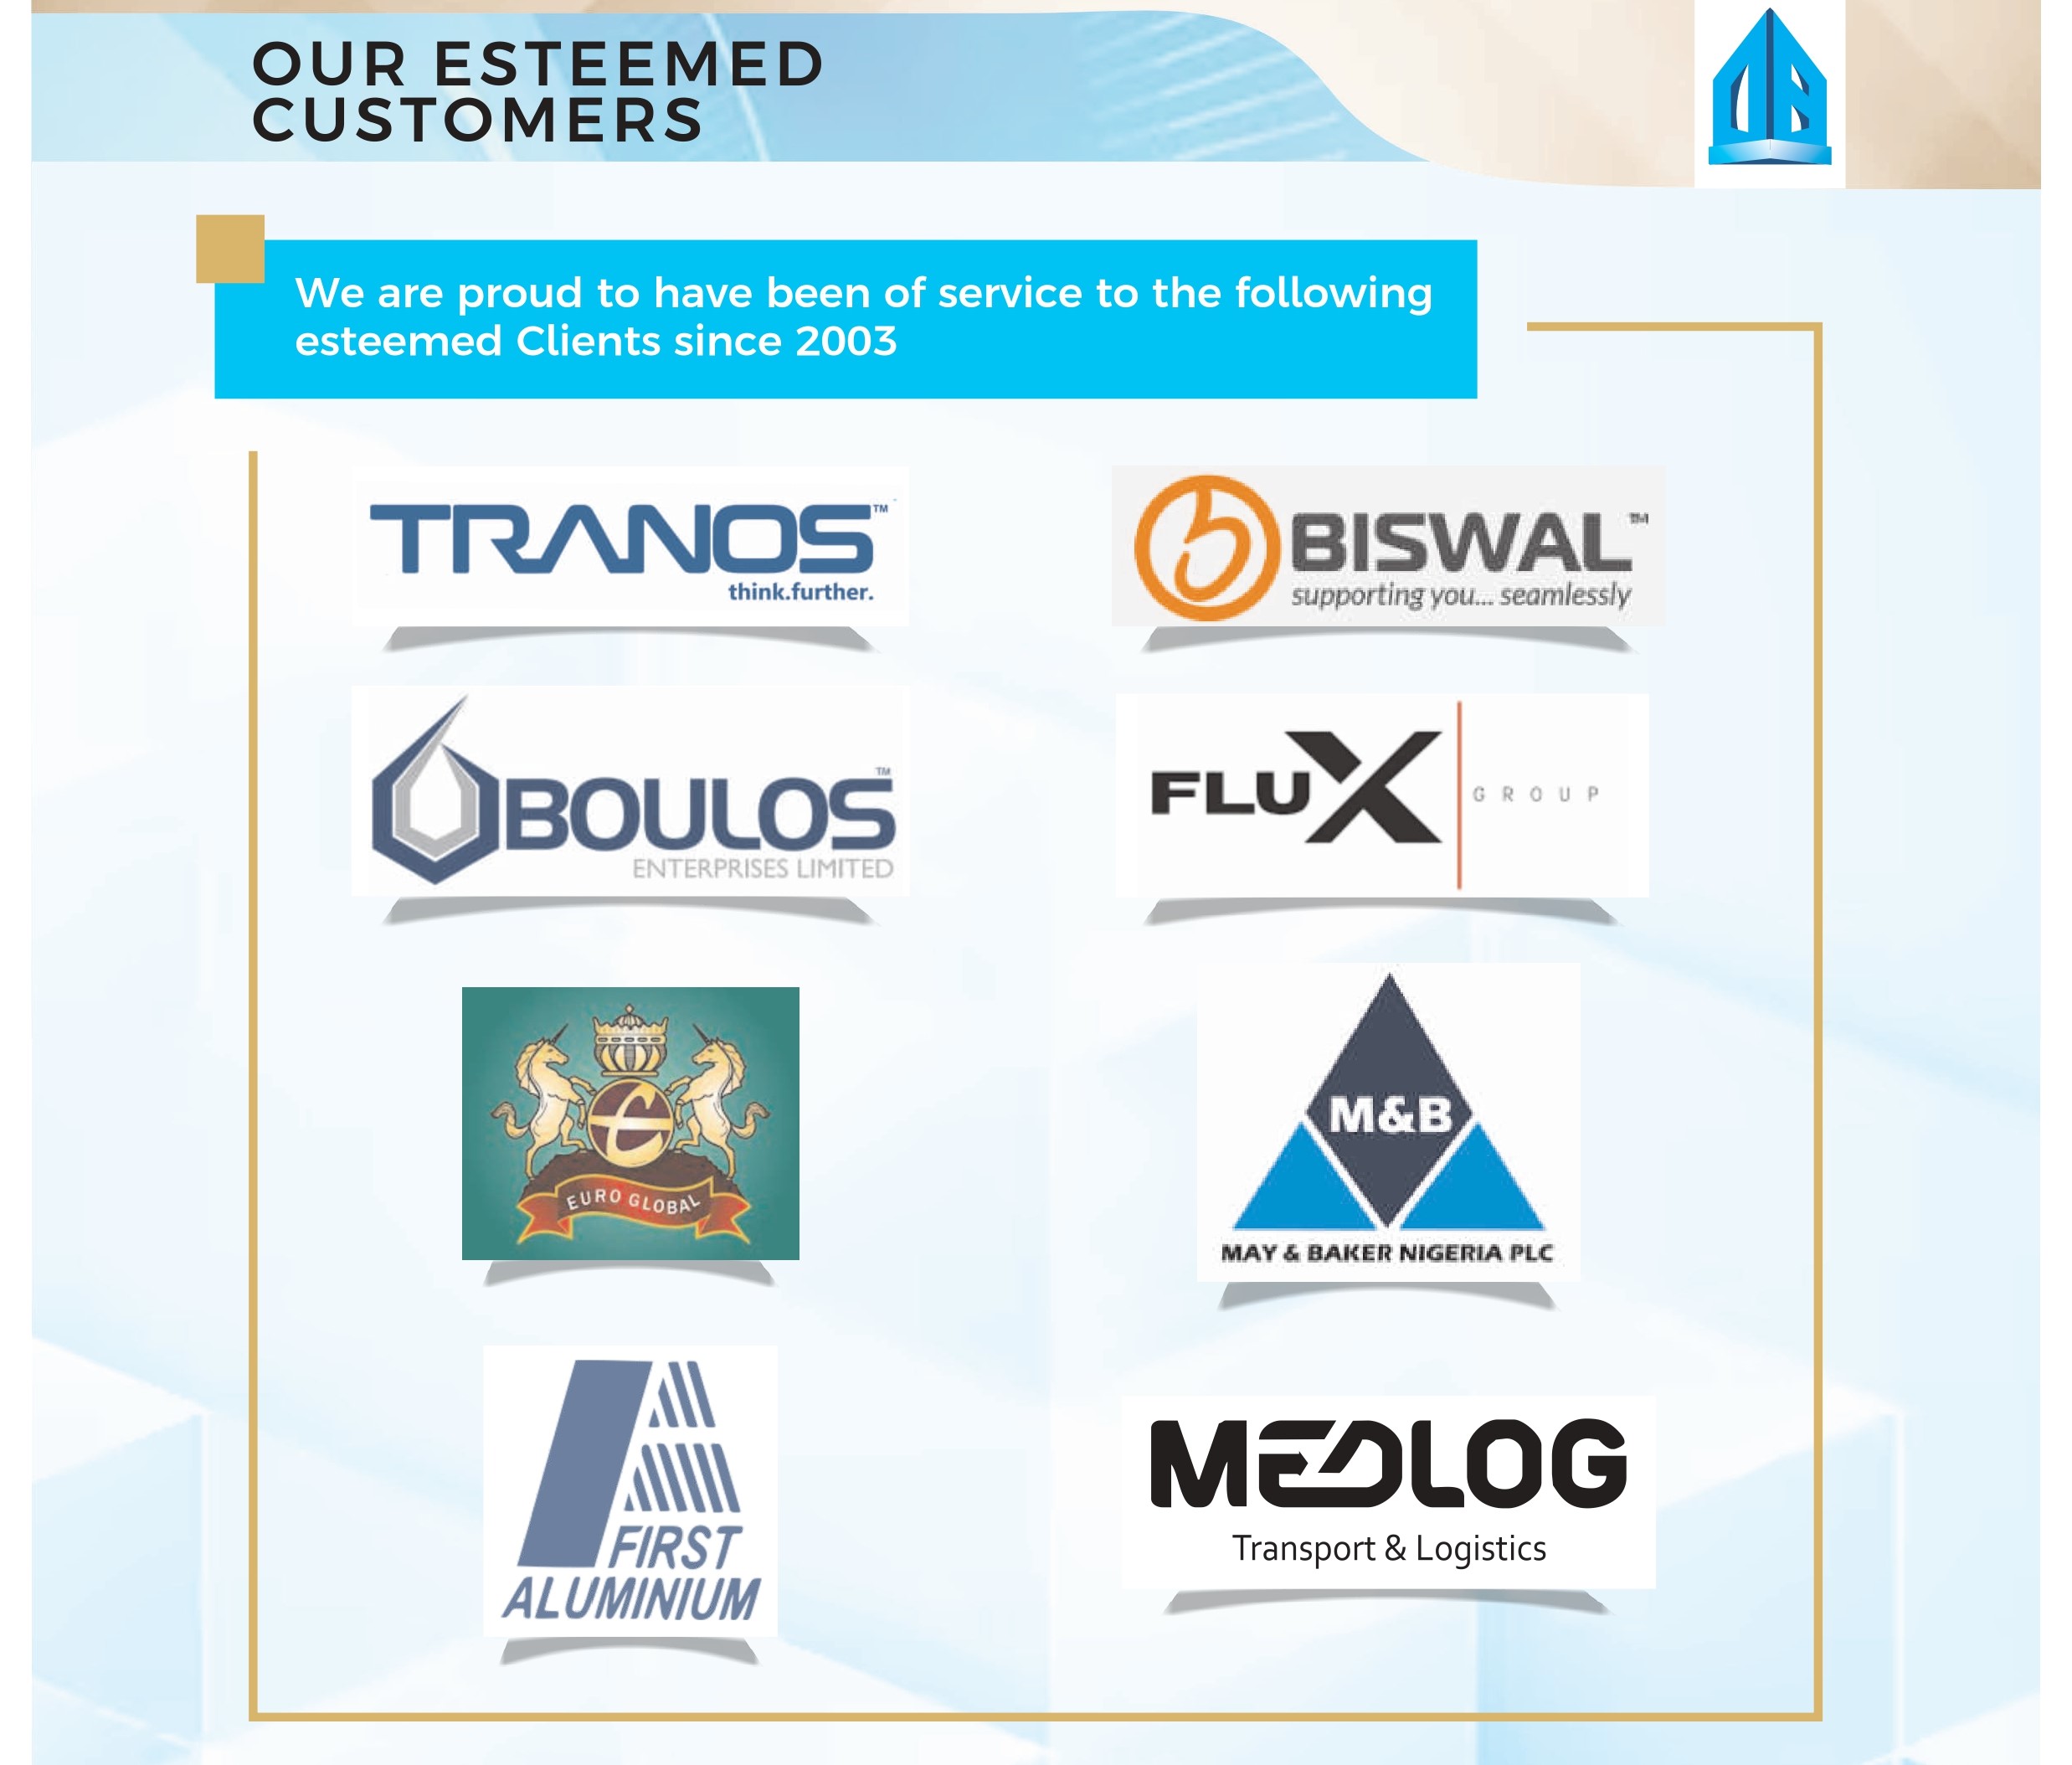 OUR ESTEEMED
CUSTOMERS
We are proud to have been of service to the following
esteemed Clients since 2003
TRANOS™
think.further.
BISWAL™
supporting you... seamlessly
BOULOS™
ENTERPRISES LIMITED
FLUX GROUP
EURO GLOBAL
M&B
MAY & BAKER NIGERIA PLC
FIRST
ALUMINIUM
MEDLOG
Transport & Logistics